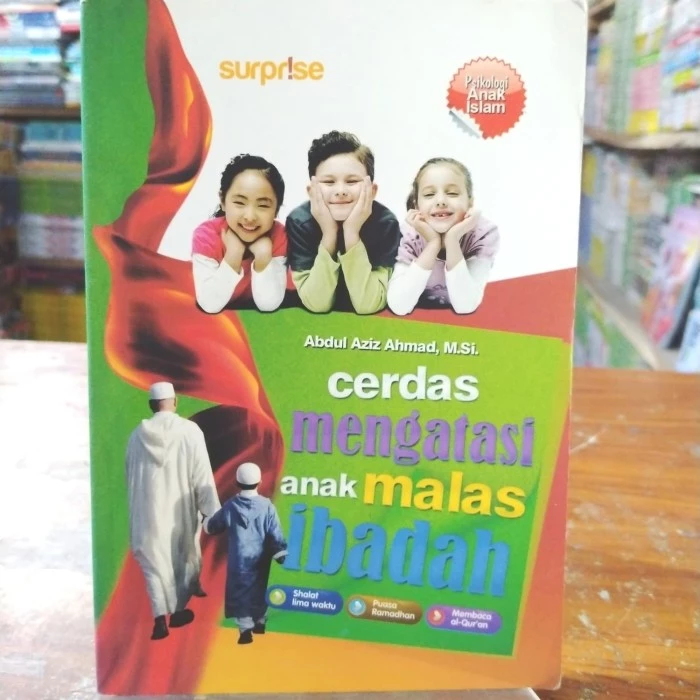 surpr!se
Psikologi
Anak
Islam
Abdul Aziz Ahmad, M.Si.
cerdas
mengatasi
anak malas
ibadah
Shalat
lima waktu
Puasa
Ramadhan
Membaca
al-Qur'an